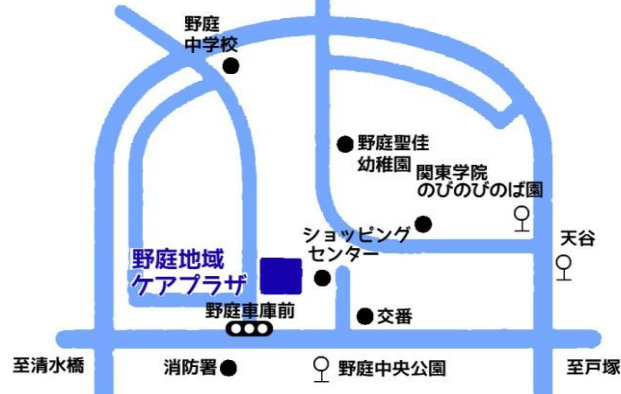 野庭
中学校
野庭聖佳
幼稚園
関東学院
のびのびのば園
天谷
ショッピング
センター
野庭地域
ケアプラザ
野庭車庫前
交番
至清水橋
消防署
野庭中央公園
至戸塚